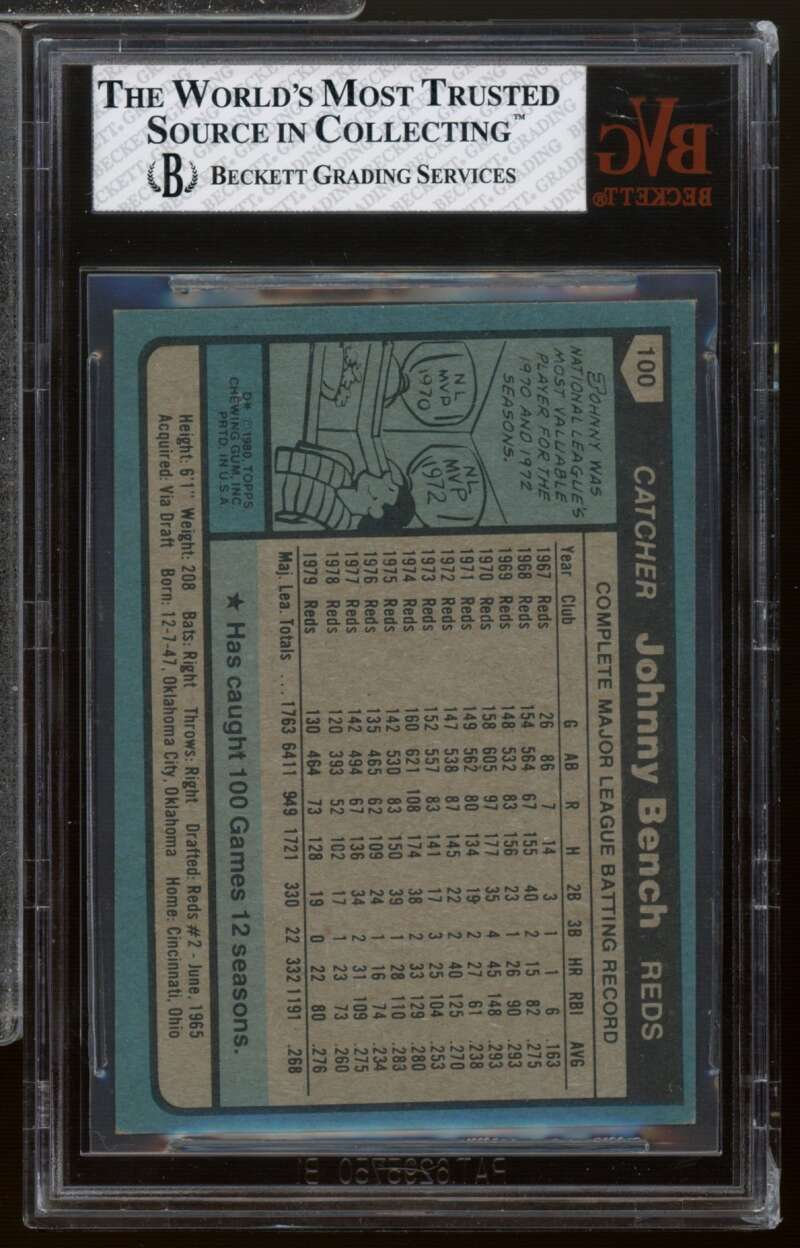 THE WORLD'S MOST TRUSTED
SOURCE IN COLLECTING™
B BECKETT GRADING SERVICES
BVG
BECKETT®
100 CATCHER Johnny Bench REDS
JOHNNY WAS
NATIONAL LEAGUE'S
MOST VALUABLE
PLAYER FOR THE
1970 AND 1972
SEASONS.
NL
MVP
1970
NL
MVP
1972
D* © 1980 TOPPS
CHEWING GUM, INC
PRTD. IN U.S.A.
COMPLETE MAJOR LEAGUE BATTING RECORD
Year Club G AB R H 2B 3B HR RBI AVG
1967 Reds 26 86 7 14 3 1 1 6 .163
1968 Reds 154 564 67 155 40 2 15 82 .275
1969 Reds 148 532 83 156 23 1 26 90 .293
1970 Reds 158 605 97 177 35 4 45 148 .293
1971 Reds 149 562 80 134 19 2 27 61 .238
1972 Reds 147 538 87 145 22 2 40 125 .270
1973 Reds 152 557 83 141 17 3 25 104 .253
1974 Reds 160 621 108 174 38 2 33 129 .280
1975 Reds 142 530 83 150 39 1 28 110 .283
1976 Reds 135 465 62 109 24 1 16 74 .234
1977 Reds 142 494 67 136 34 2 31 109 .275
1978 Reds 120 393 52 102 17 1 23 73 .260
1979 Reds 130 464 73 128 19 0 22 80 .276
Maj. Lea. Totals ... 1763 6411 949 1721 330 22 332 1191 .268
★ Has caught 100 Games 12 seasons.
Height: 6'1" Weight: 208 Bats: Right Throws: Right Drafted: Reds #2 - June, 1965
Acquired: Via Draft Born: 12-7-47, Oklahoma City, Oklahoma Home: Cincinnati, Ohio